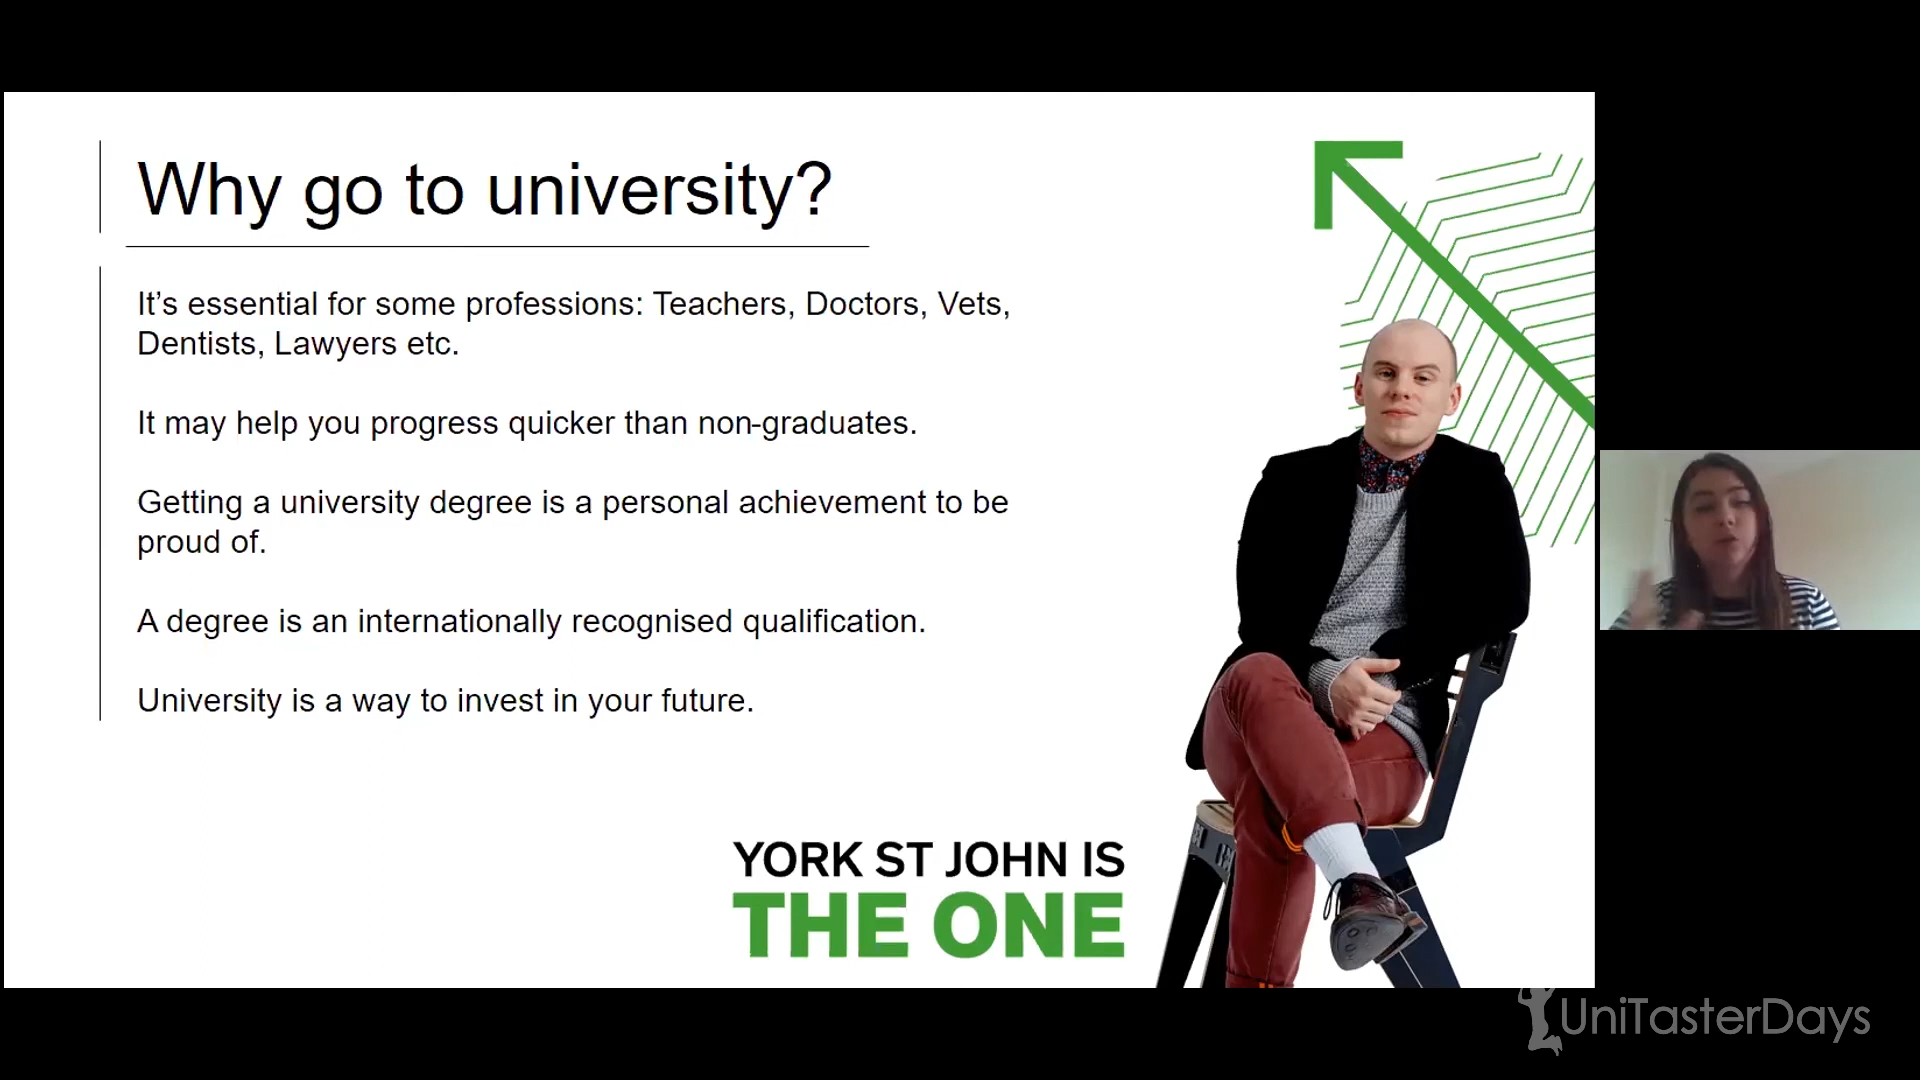 Why go to university?
It’s essential for some professions: Teachers, Doctors, Vets,
Dentists, Lawyers etc.
It may help you progress quicker than non-graduates.
Getting a university degree is a personal achievement to be
proud of.
A degree is an internationally recognised qualification.
University is a way to invest in your future.
YORK ST JOHN IS
THE ONE
UniTasterDays